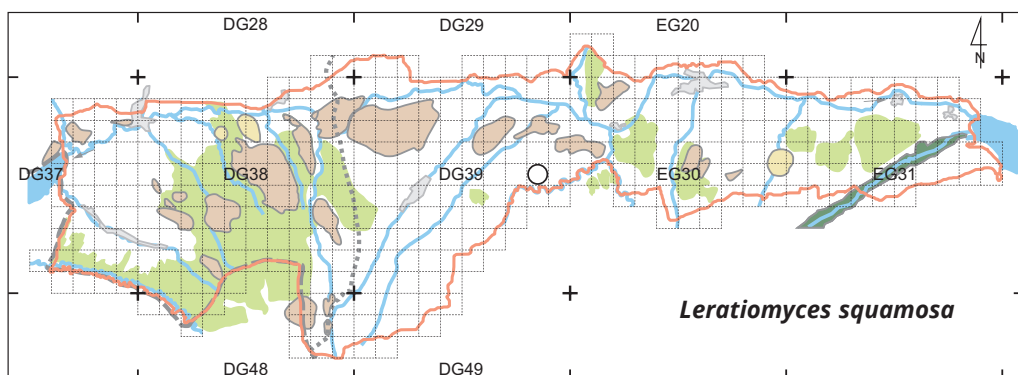 DG28 DG29 EG20
N
DG37 DG38 DG39 EG30 EG31
Leratiomyces squamosa
DG48 DG49